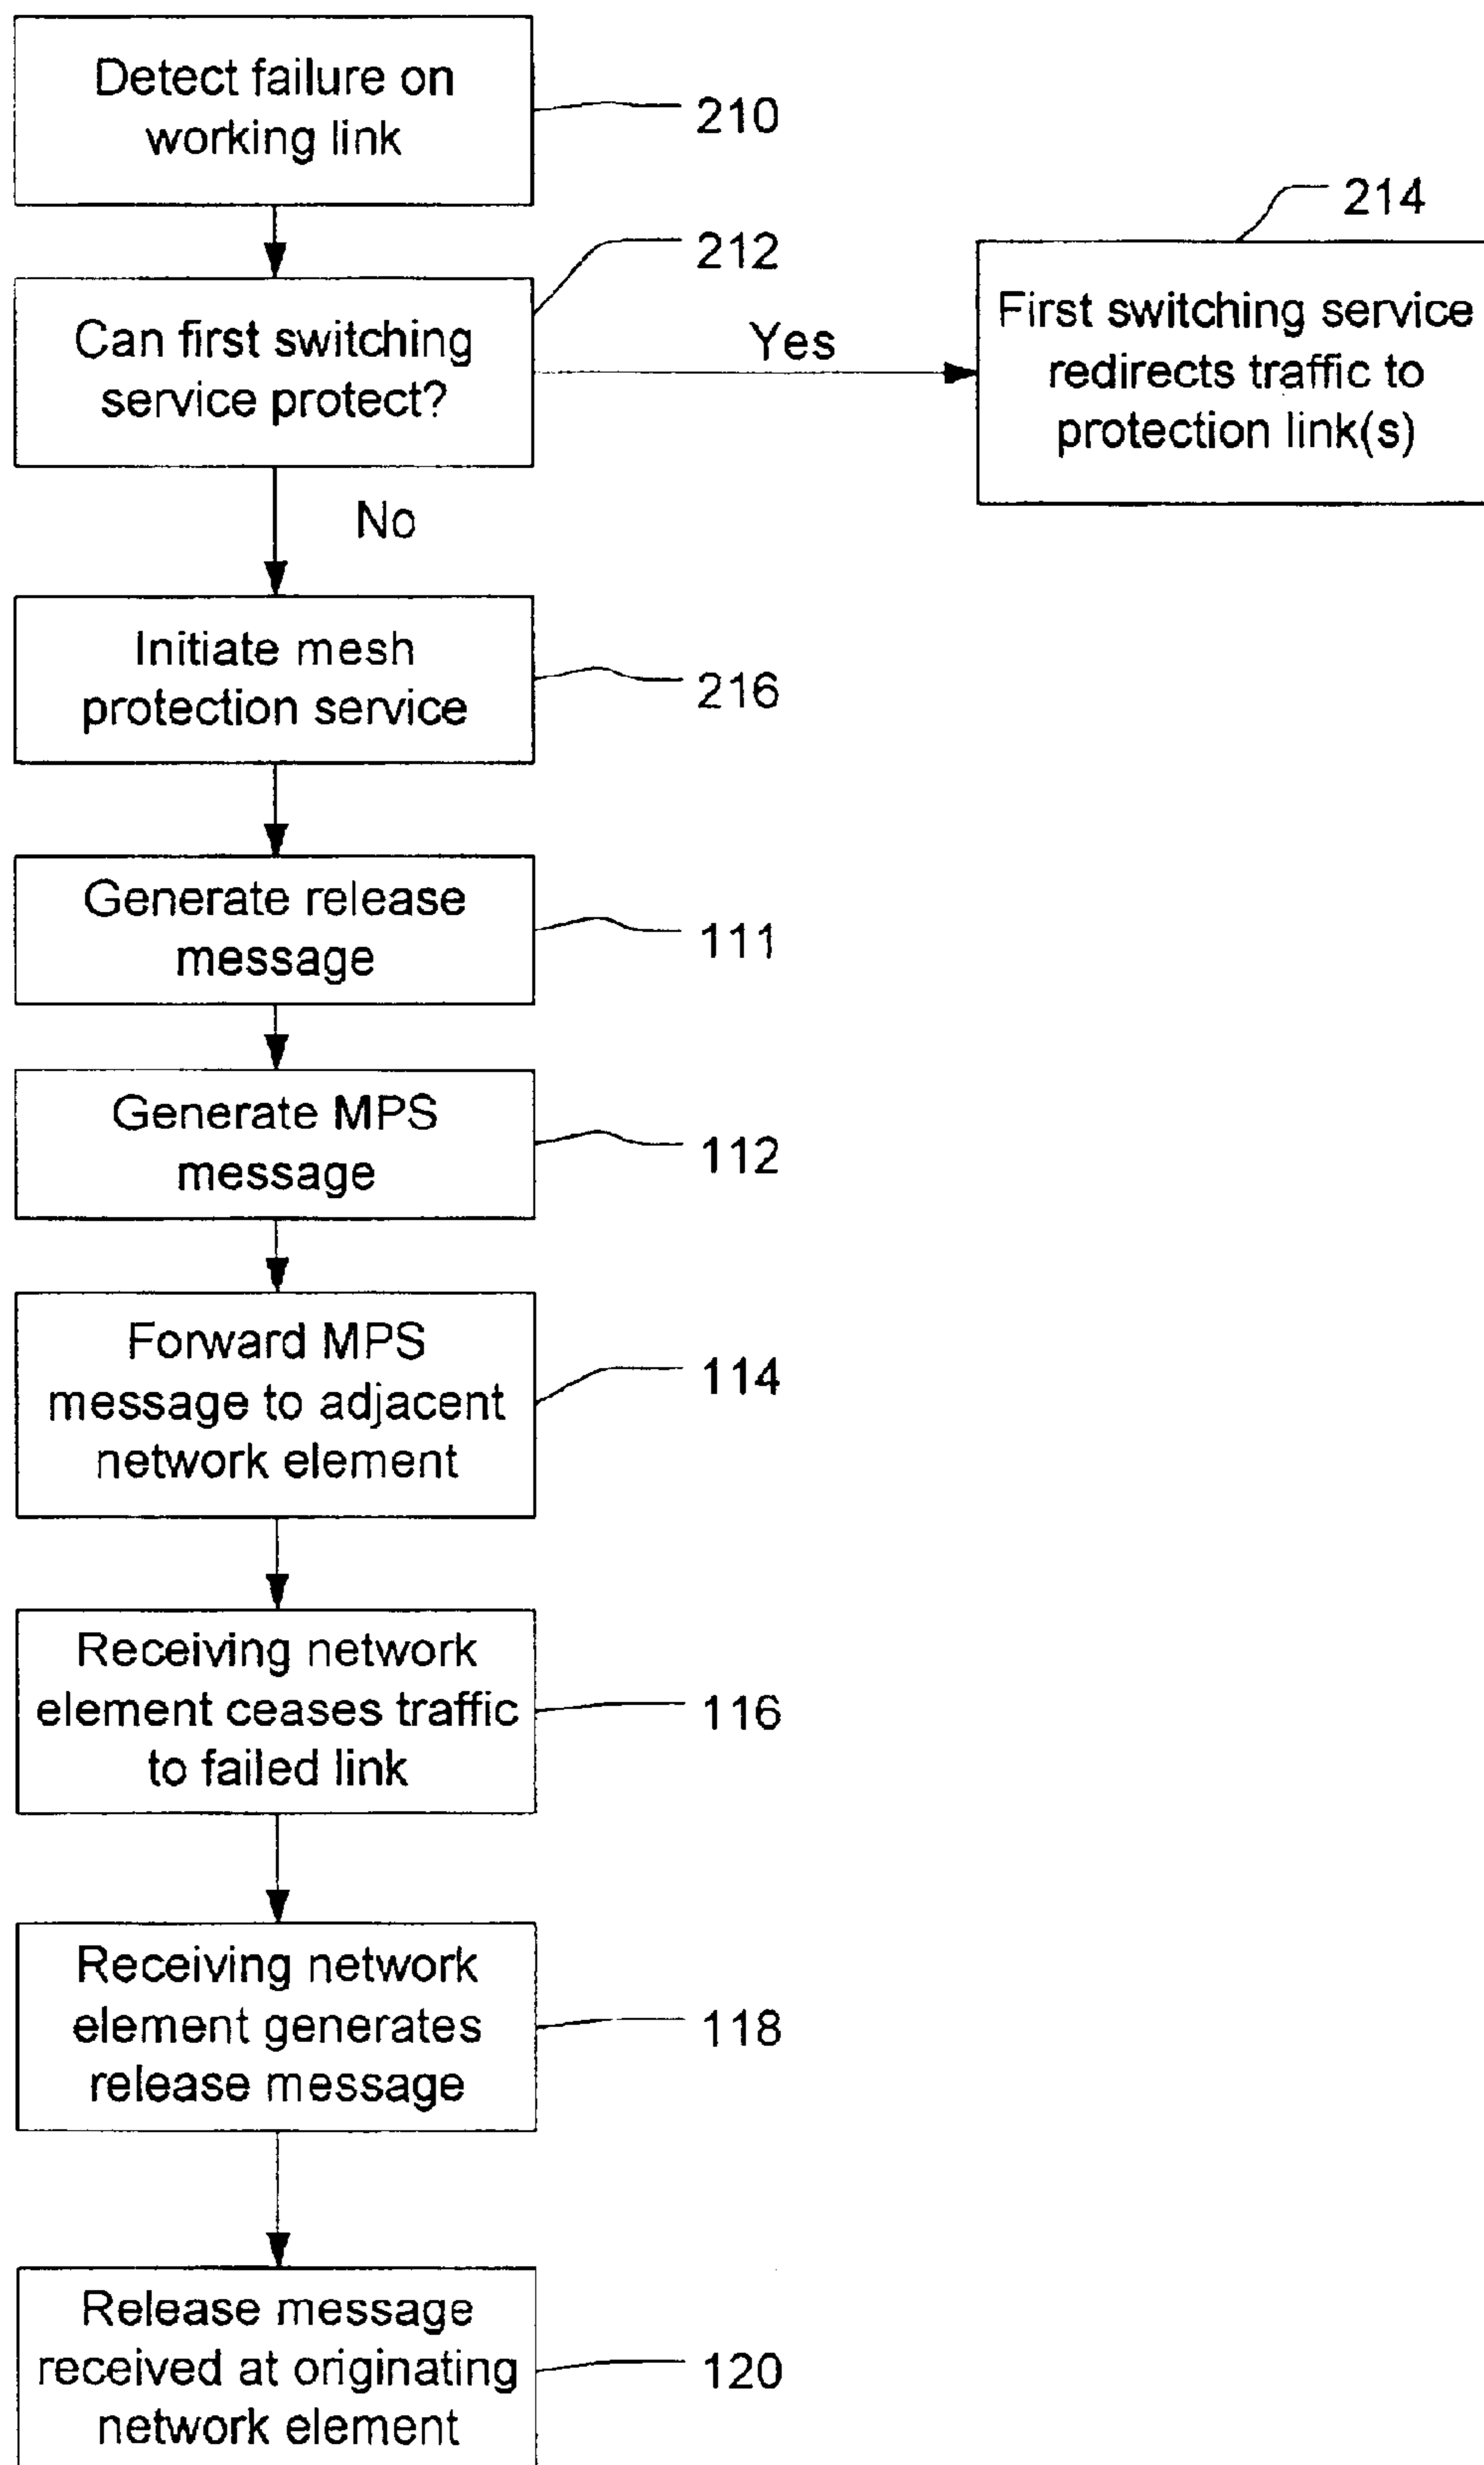 Detect failure on
working link
210
214
212
Can first switching
service protect?
Yes
First switching service
redirects traffic to
protection link(s)
No
Initiate mesh
protection service
216
Generate release
message
111
Generate MPS
message
112
Forward MPS
message to adjacent
network element
114
Receiving network
element ceases traffic
to failed link
116
Receiving network
element generates
release message
118
Release message
received at originating
network element
120